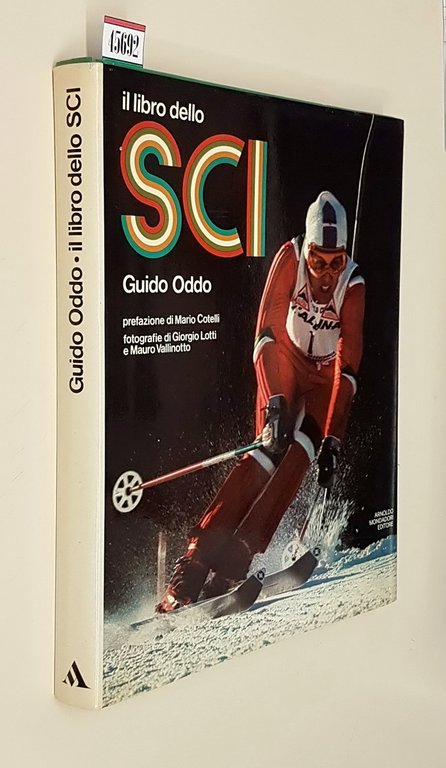 45692
il libro dello
SCI
Guido Oddo
prefazione di Mario Cotelli
fotografie di Giorgio Lotti
e Mauro Vallinotto
1
ARNOLDO
MONDADORI
EDITORE
Guido Oddo • il libro dello SCI